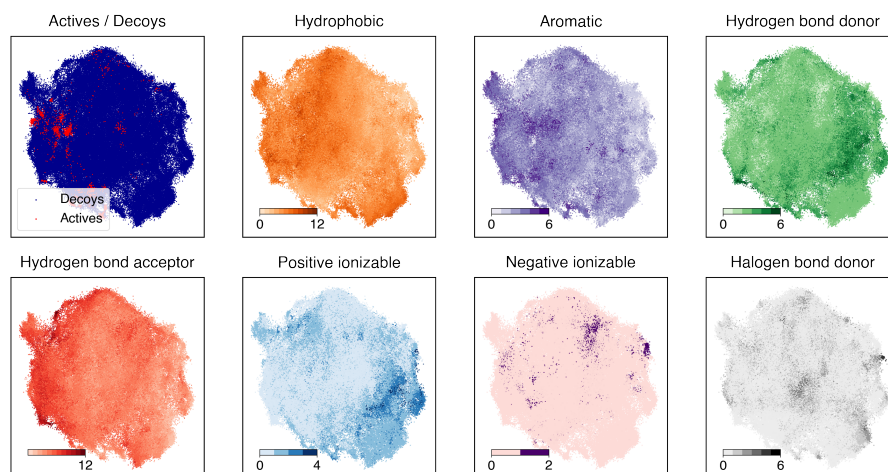 Actives / Decoys
Hydrophobic
Aromatic
Hydrogen bond donor
Decoys
Actives
0 12
0 6
0 6
Hydrogen bond acceptor
Positive ionizable
Negative ionizable
Halogen bond donor
12
0 4
0 2
0 6